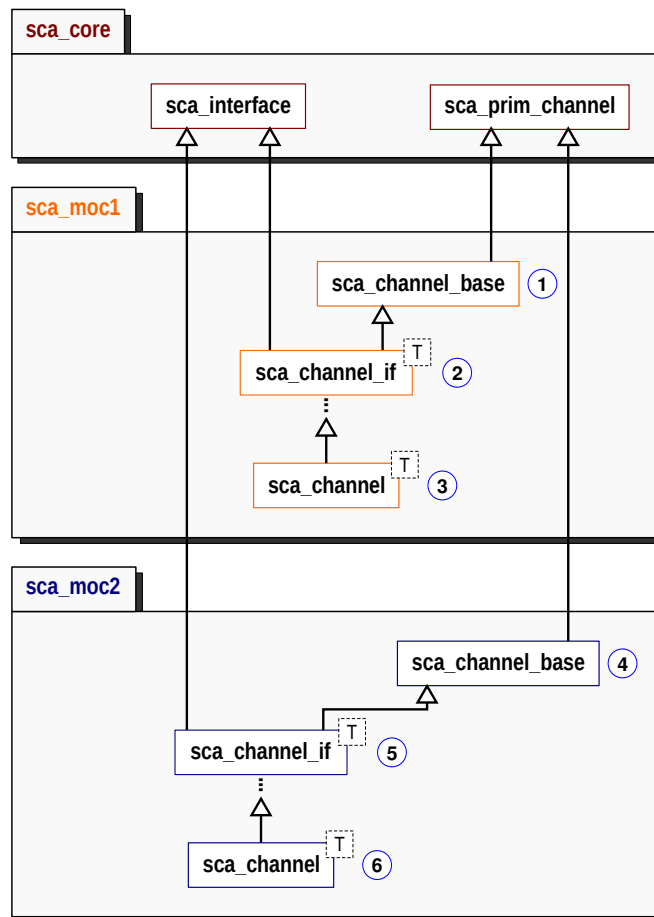 sca_core
sca_interface
sca_prim_channel
sca_moc1
sca_channel_base
1
T
sca_channel_if
2
T
sca_channel
3
sca_moc2
sca_channel_base
4
T
sca_channel_if
5
T
sca_channel
6